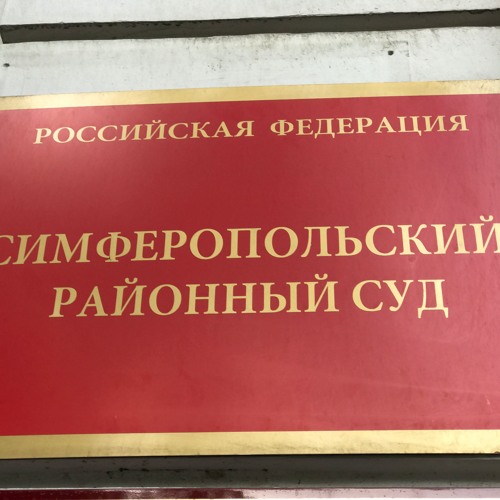 РОССИЙСКАЯ ФЕДЕРАЦИЯ
СИМФЕРОПОЛЬСКИЙ
РАЙОННЫЙ СУД